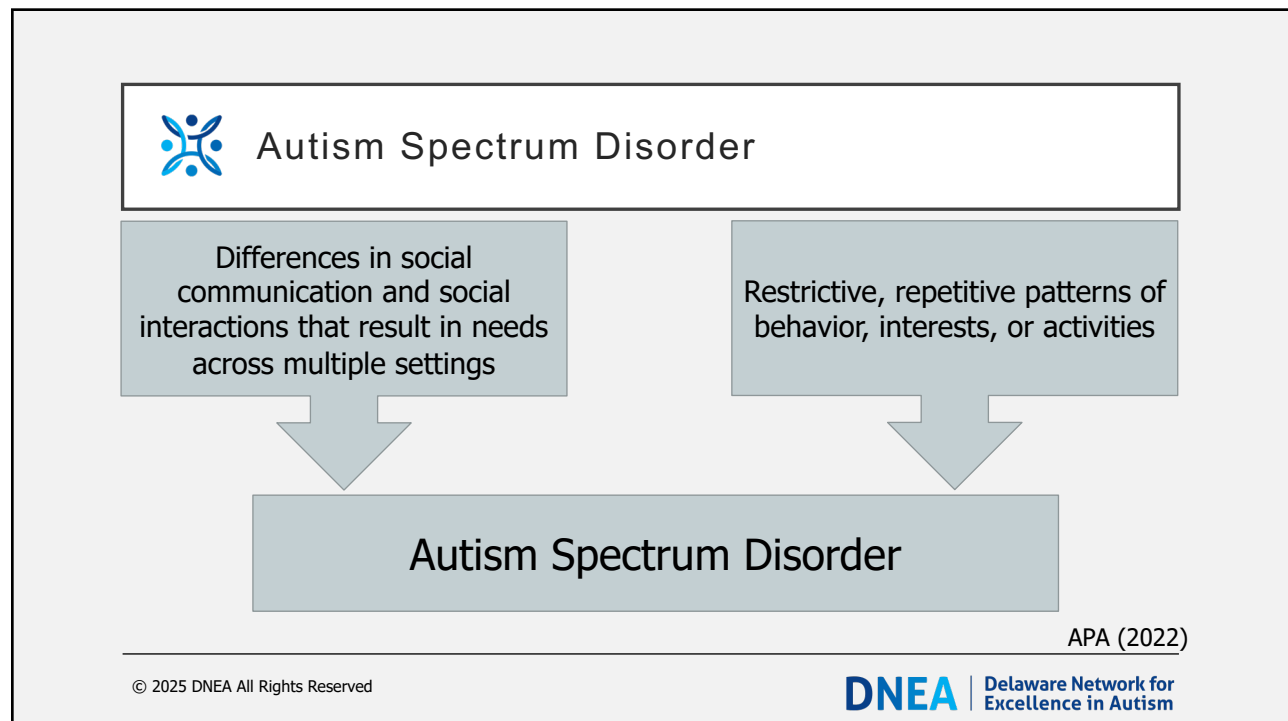 Autism Spectrum Disorder
Differences in social
communication and social
interactions that result in needs
across multiple settings
Restrictive, repetitive patterns of
behavior, interests, or activities
Autism Spectrum Disorder
APA (2022)
© 2025 DNEA All Rights Reserved
DNEA
Delaware Network for
Excellence in Autism